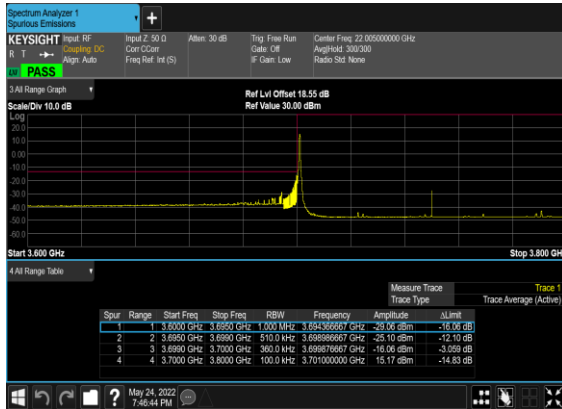 Spectrum Analyzer 1
Spurious Emissions
+
KEYSIGHT Input: RF Input Z: 50 Ω Atten: 30 dB Trig: Free Run Center Freq: 22.005000000 GHz
R T Coupling: DC Corr CCorr Gate: Off Avg|Hold: 300/300
Align: Auto Freq Ref: Int (S) IF Gain: Low Radio Std: None
PASS
3 All Range Graph
Ref Lvl Offset 18.55 dB
Scale/Div 10.0 dB Ref Value 30.00 dBm
Log
20.0
10.0
0.00
-10.0
-20.0
-30.0
-40.0
-50.0
-60.0
Start 3.600 GHz Stop 3.800 GH
4 All Range Table
Measure Trace Trace 1
Trace Type Trace Average (Active)
Spur Range Start Freq Stop Freq RBW Frequency Amplitude ΔLimit
1 1 3.6000 GHz 3.6950 GHz 1.000 MHz 3.694366667 GHz -29.06 dBm -16.06 dB
2 2 3.6950 GHz 3.6990 GHz 510.0 kHz 3.698986667 GHz -25.10 dBm -12.10 dB
3 3 3.6990 GHz 3.7000 GHz 360.0 kHz 3.699876667 GHz -16.06 dBm -3.059 dB
4 4 3.7000 GHz 3.8000 GHz 100.0 kHz 3.701000000 GHz 15.17 dBm -14.83 dB
? May 24, 2022
7:46:44 PM